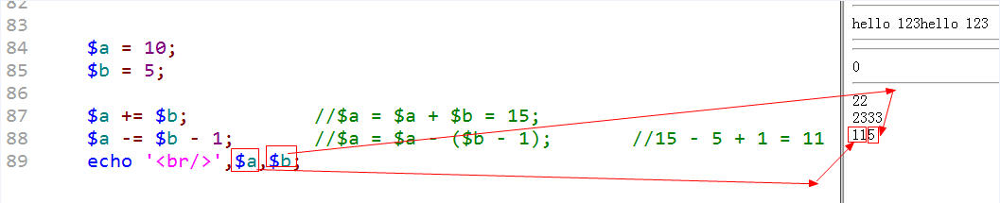 82
83
84 $a = 10;
85 $b = 5;
86
87 $a += $b; //$a = $a + $b = 15;
88 $a -= $b - 1; //$a = $a - ($b - 1); //15 - 5 + 1 = 11
89 echo '<br/>',$a,$b;
hello 123hello 123
0
22
2333
115